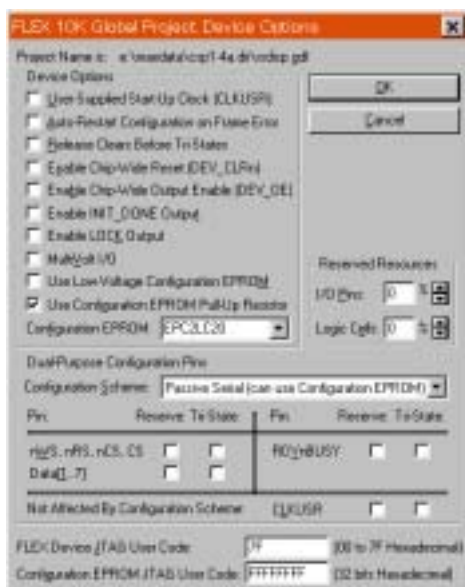 FLEX 10K Global Project Device Options
Project Name is:
Device Options
User-Supplied Start-Up Clock (CLKUSR)
Auto-Restart Configuration on Frame Error
Release Clears Before Tri-States
Enable Chip-Wide Reset (DEV_CLRn)
Enable Chip-Wide Output Enable (DEV_OE)
Enable INIT_DONE Output
Enable LOCK Output
MultiVolt I/O
Use Low-Voltage Configuration EPROM
Use Configuration EPROM Pull-Up Resistor
Configuration EPROM: EPC2LC20
OK
Cancel
Reserved Resources
I/O Pins: 0 %
Logic Cells: 0 %
Dual-Purpose Configuration Pins
Configuration Scheme: Passive Serial (can use Configuration EPROM)
Pin: Reserve: Tri-State: Pin: Reserve: Tri-State:
nWS, nRS, nCS, CS RDYnBUSY
Data[1..7]
Not Affected By Configuration Scheme: CLKUSR
FLEX Device JTAG User Code: 7F (00 to 7F Hexadecimal)
Configuration EPROM JTAG User Code: FFFFFFFF (32 bits Hexadecimal)